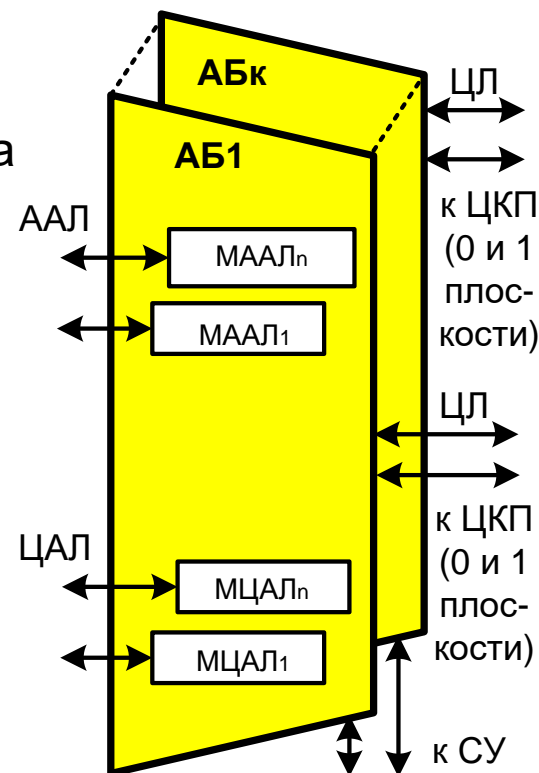 АБк
ЦЛ
АБ1
а
ААЛ
МААЛn
к ЦКП
(0 и 1
плос-
кости)
МААЛ1
ЦЛ
к ЦКП
(0 и 1
плос-
кости)
ЦАЛ
МЦАЛn
МЦАЛ1
к СУ